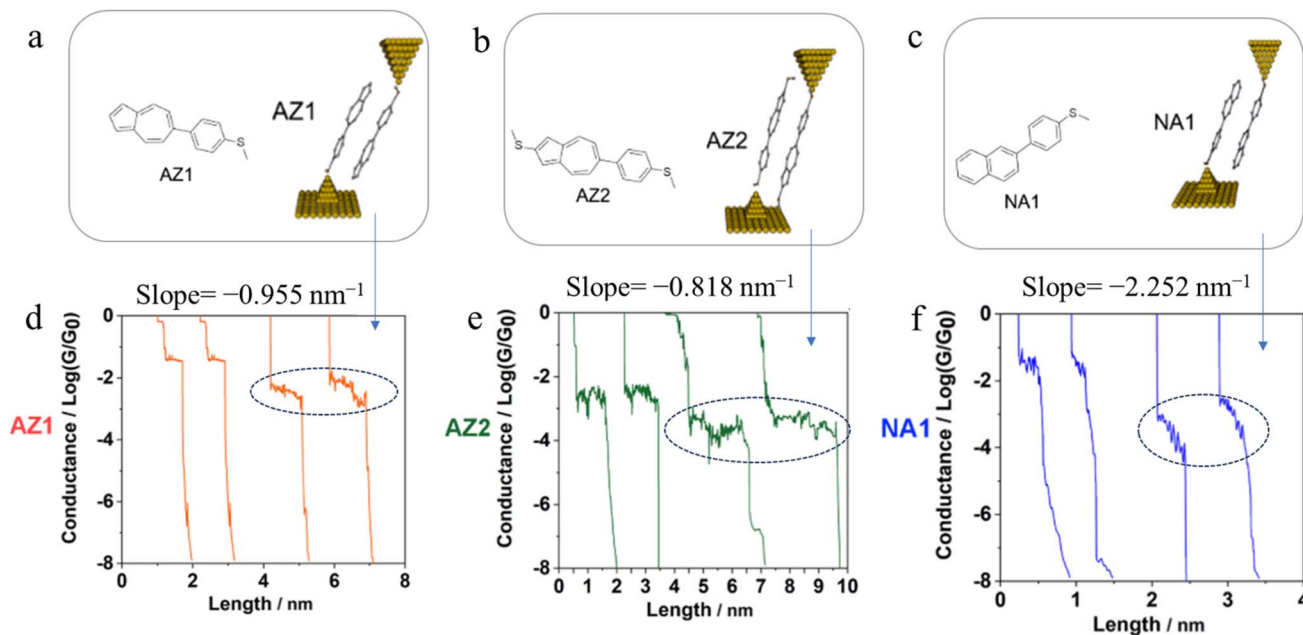 a
AZ1
S
AZ1
b
AZ2
S
S
AZ2
c
NA1
S
NA1
Slope= −0.955 nm⁻¹
Slope= −0.818 nm⁻¹
Slope= −2.252 nm⁻¹
d
AZ1
Conductance / Log(G/G₀)
0
-2
-4
-6
-8
0 2 4 6 8
Length / nm
e
AZ2
Conductance / Log(G/G₀)
0
-2
-4
-6
-8
0 1 2 3 4 5 6 7 8 9 10
Length / nm
f
NA1
Conductance / Log(G/G₀)
0
-2
-4
-6
-8
0 1 2 3 4
Length / nm